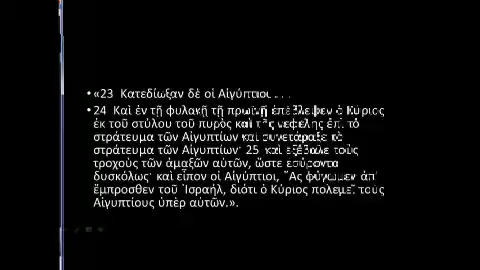 • «23 Κατεδίωξαν δὲ οἱ Αἰγύπτιοι....
• 24 Καὶ ἐν τῇ φυλακῇ τῇ πρωϊνῇ ἐπέβλεψεν ὁ Κύριος
ἐκ τοῦ στύλου τοῦ πυρὸς καὶ τῆς νεφέλης ἐπὶ τὸ
στράτευμα τῶν Αἰγυπτίων καὶ συνετάραξε τὸ
στράτευμα τῶν Αἰγυπτίων· 25 καὶ ἐξέβαλε τοὺς
τροχοὺς τῶν ἁμαξῶν αὐτῶν, ὥστε ἐσύροντο
δυσκόλως· καὶ εἶπον οἱ Αἰγύπτιοι, Ἂς φύγωμεν ἀπ'
ἔμπροσθεν τοῦ Ἰσραήλ, διότι ὁ Κύριος πολεμεῖ τοὺς
Αἰγυπτίους ὑπὲρ αὐτῶν.».